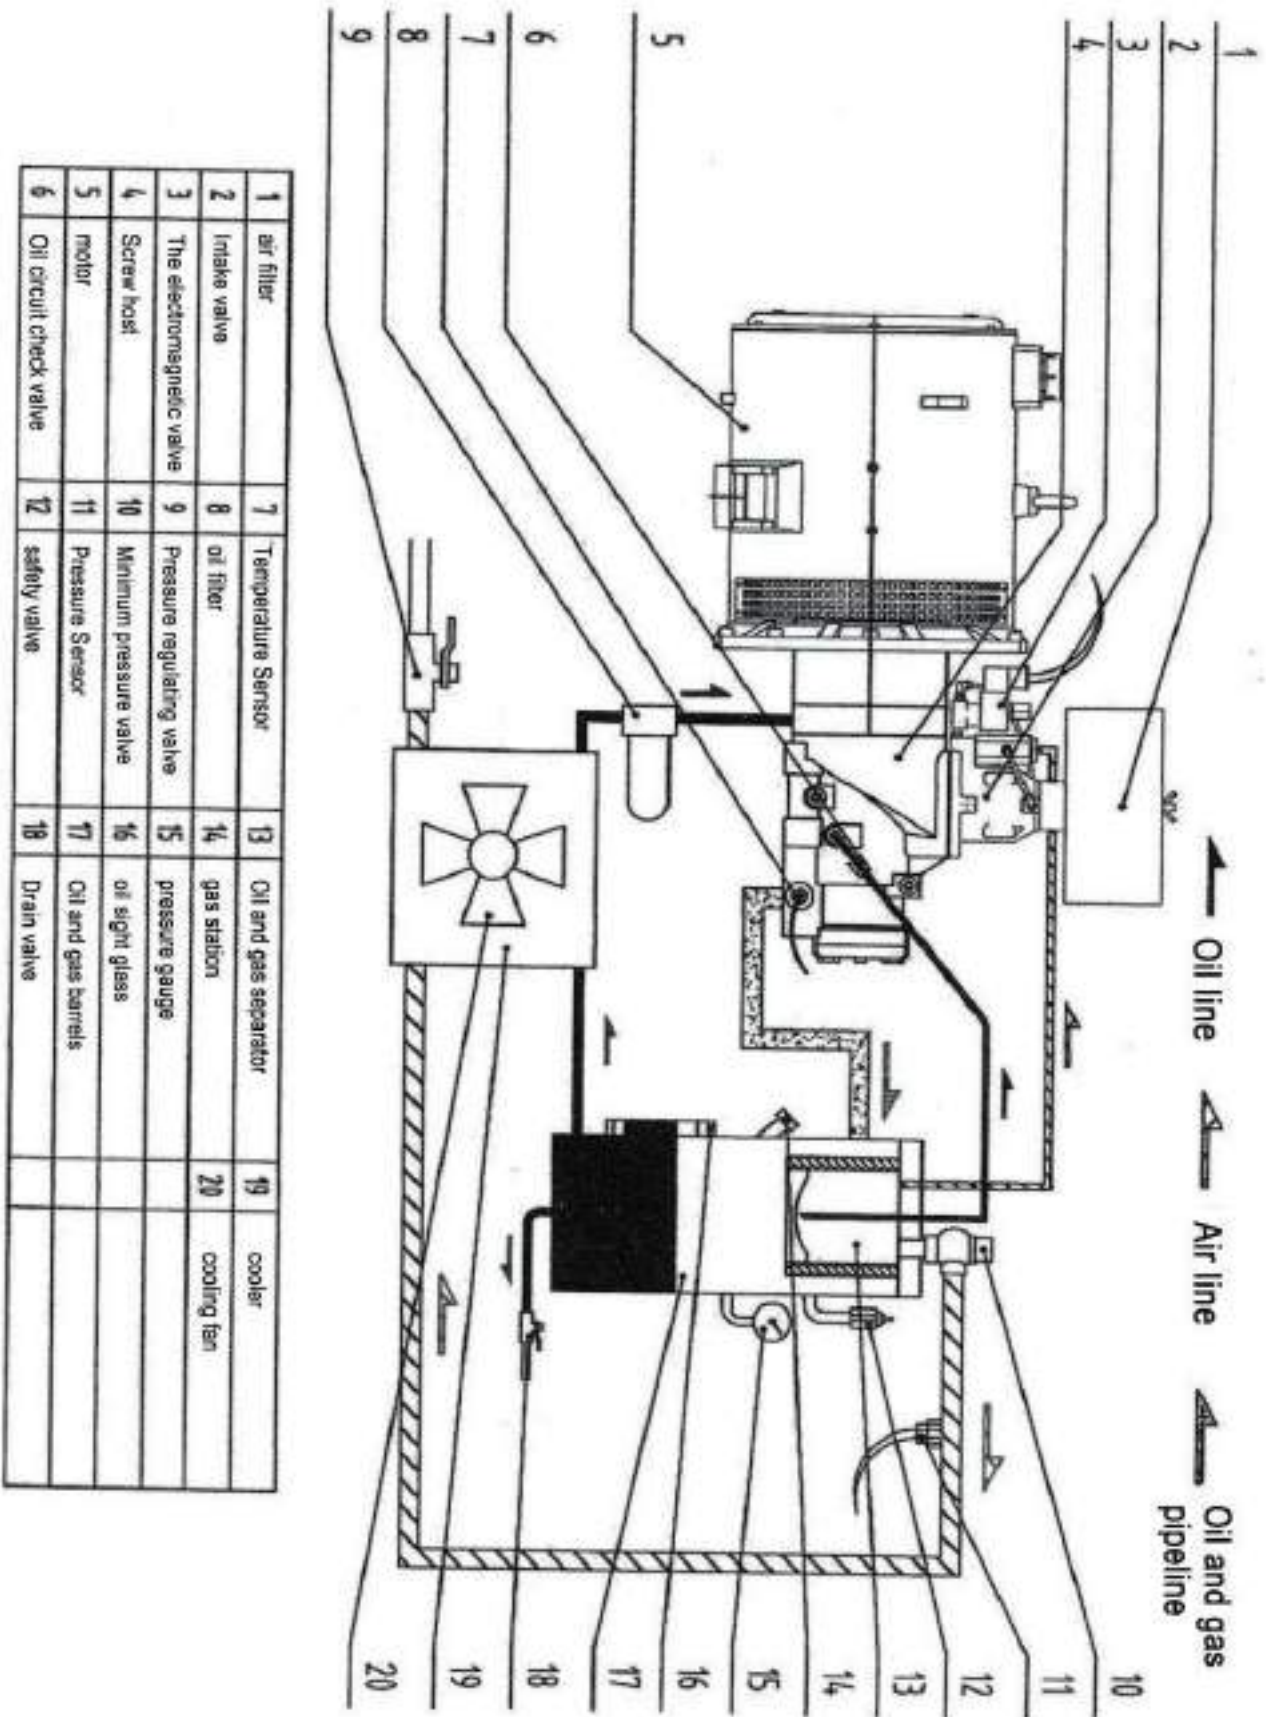 Oil line
Air line
Oil and gas
pipeline
1
2
3
4
5
6
7
8
9
10
11
12
13
14
15
16
17
18
19
20
1 air filter 7 Temperature Sensor 13 Oil and gas separator 19 cooler
2 Intake valve 8 oil filter 14 gas station 20 cooling fan
3 The electromagnetic valve 9 Pressure regulating valve 15 pressure gauge
4 Screw host 10 Minimum pressure valve 16 oil sight glass
5 motor 11 Pressure Sensor 17 Oil and gas barrels
6 Oil circuit check valve 12 safety valve 18 Drain valve